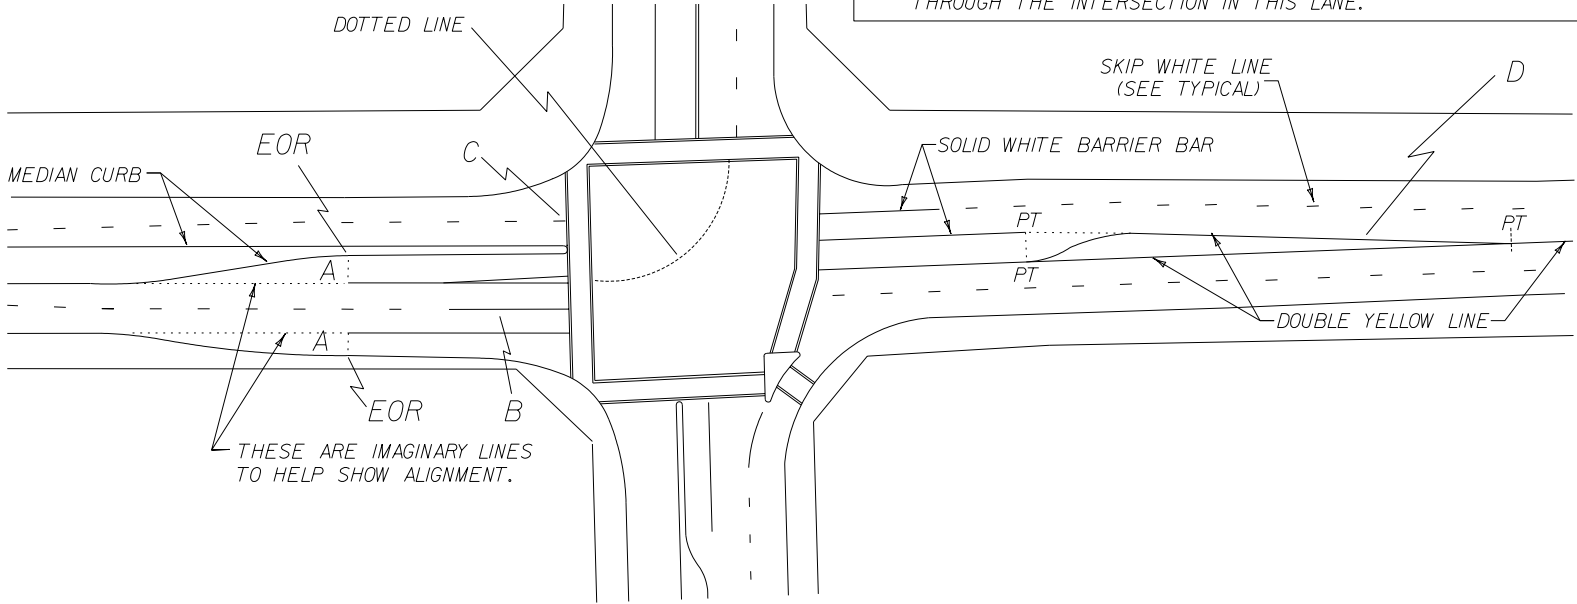 THROUGH THE INTERSECTION IN THIS LANE.
DOTTED LINE
SKIP WHITE LINE
(SEE TYPICAL)
D
EOR
C
SOLID WHITE BARRIER BAR
MEDIAN CURB
PT
PT
A
PT
DOUBLE YELLOW LINE
A
EOR
B
THESE ARE IMAGINARY LINES
TO HELP SHOW ALIGNMENT.